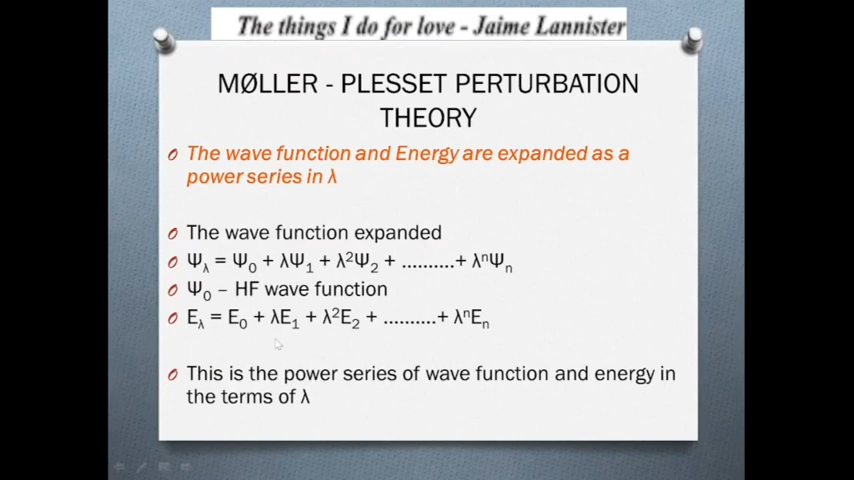 The things I do for love - Jaime Lannister
MØLLER - PLESSET PERTURBATION
THEORY
The wave function and Energy are expanded as a
power series in λ
The wave function expanded
Ψλ = Ψ₀ + λΨ₁ + λ²Ψ₂ + ..........+ λⁿΨₙ
Ψ₀ – HF wave function
Eλ = E₀ + λE₁ + λ²E₂ + ..........+ λⁿEₙ
This is the power series of wave function and energy in
the terms of λ